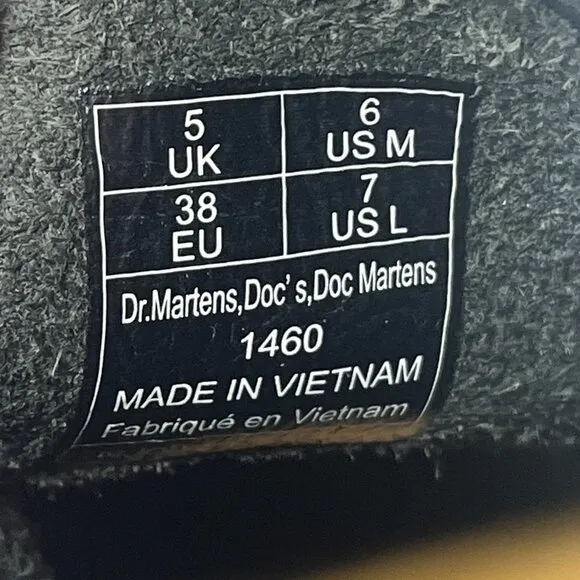 5
UK
6
US M
38
EU
7
US L
Dr.Martens,Doc's,Doc Martens
1460
MADE IN VIETNAM
Fabriqué en Vietnam